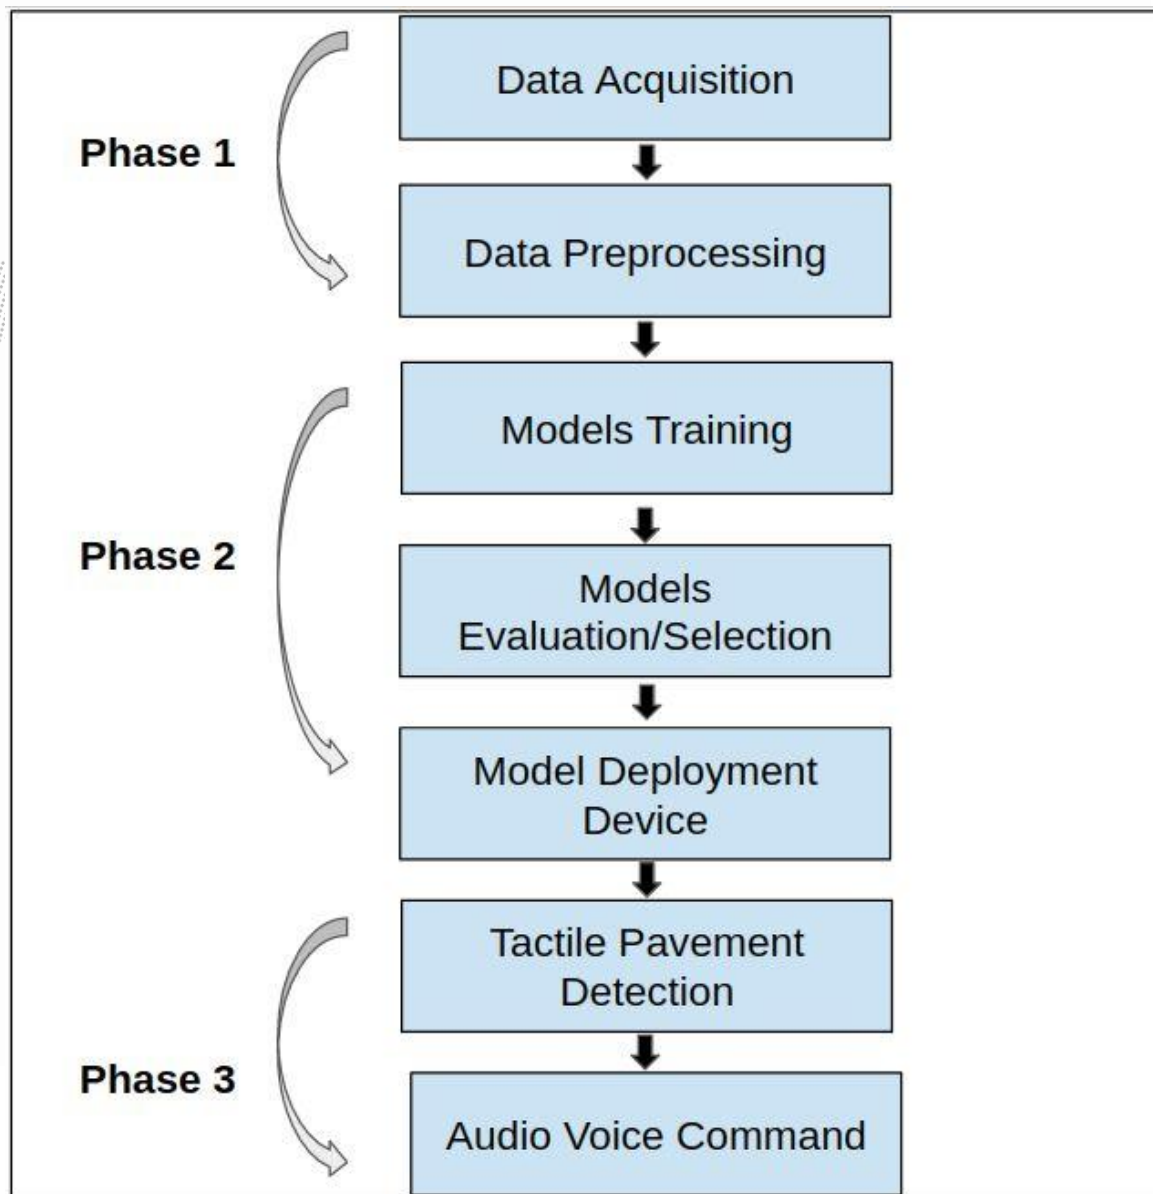 Data Acquisition
Phase 1
Data Preprocessing
Models Training
Phase 2
Models
Evaluation/Selection
Model Deployment
Device
Tactile Pavement
Detection
Phase 3
Audio Voice Command